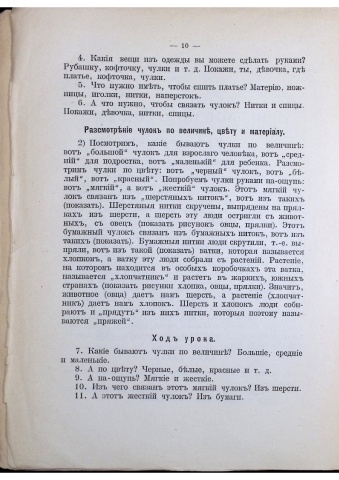 — 10 —
4. Какія вещи изъ одежды вы можете сдѣлать руками?
Рубашку, кофточку, чулки и т. д. Покажи, ты, дѣвочка, гдѣ
платье, кофточка, чулки.
5. Что нужно имѣть, чтобы сшить платье? Матерію, нож-
ницы, иголки, нитки, наперстокъ.
6. А что нужно, чтобы связать чулокъ? Нитки и спицы.
Покажи, дѣвочка, нитки, спицы.
Разсмотрѣніе чулокъ по величинѣ, цвѣту и матеріалу.
2) Посмотримъ, какіе бываютъ чулки по величинѣ:
вотъ „большой“ чулокъ для взрослаго человѣка, вотъ „сред-
ній“ для подростка, вотъ „маленькій“ для ребенка. Разсмо-
тримъ чулки по цвѣту: вотъ „черный“ чулокъ, вотъ „бѣ-
лый“, вотъ „красный“. Попробуемъ чулки руками на-ощупь:
вотъ „мягкій“, а вотъ „жесткій“ чулокъ. Этотъ мягкій чу-
локъ связанъ изъ „шерстяныхъ нитокъ“, вотъ изъ такихъ
(показать). Шерстяныя нитки скручены, выпрядены на прял-
кахъ изъ шерсти, а шерсть эту люди остригли съ живот-
ныхъ, съ овецъ (показать рисунокъ овцы, прялки). Этотъ
бумажный чулокъ связанъ изъ бумажныхъ нитокъ, вотъ изъ
такихъ (показать). Бумажныя нитки люди скрутили, т.-е. вы-
пряли, вотъ изъ такой (показать) ватки, которая называется
хлопкомъ, а ватку эту люди собрали съ растеній. Растеніе,
на которомъ находится въ особыхъ коробочкахъ эта ватка,
называется „хлопчатникъ“ и растетъ въ жаркихъ, южныхъ
странахъ (показать рисунки хлопка, овцы, прялки). Значитъ,
животное (овца) даетъ намъ шерсть, а растеніе (хлопчат-
никъ) даетъ намъ хлопокъ. Шерсть и хлопокъ люди соби-
раютъ и „прядутъ“ изъ нихъ нитки, которыя поэтому назы-
ваются „пряжей“.
Ходъ урока.
7. Какіе бываютъ чулки по величинѣ? Большіе, средніе
и маленькіе.
8. А по цвѣту? Черные, бѣлые, красные и т. д.
9. А на-ощупь? Мягкіе и жесткіе.
10. Изъ чего связанъ этотъ мягкій чулокъ? Изъ шерсти.
11. А этотъ жесткій чулокъ? Изъ бумаги.